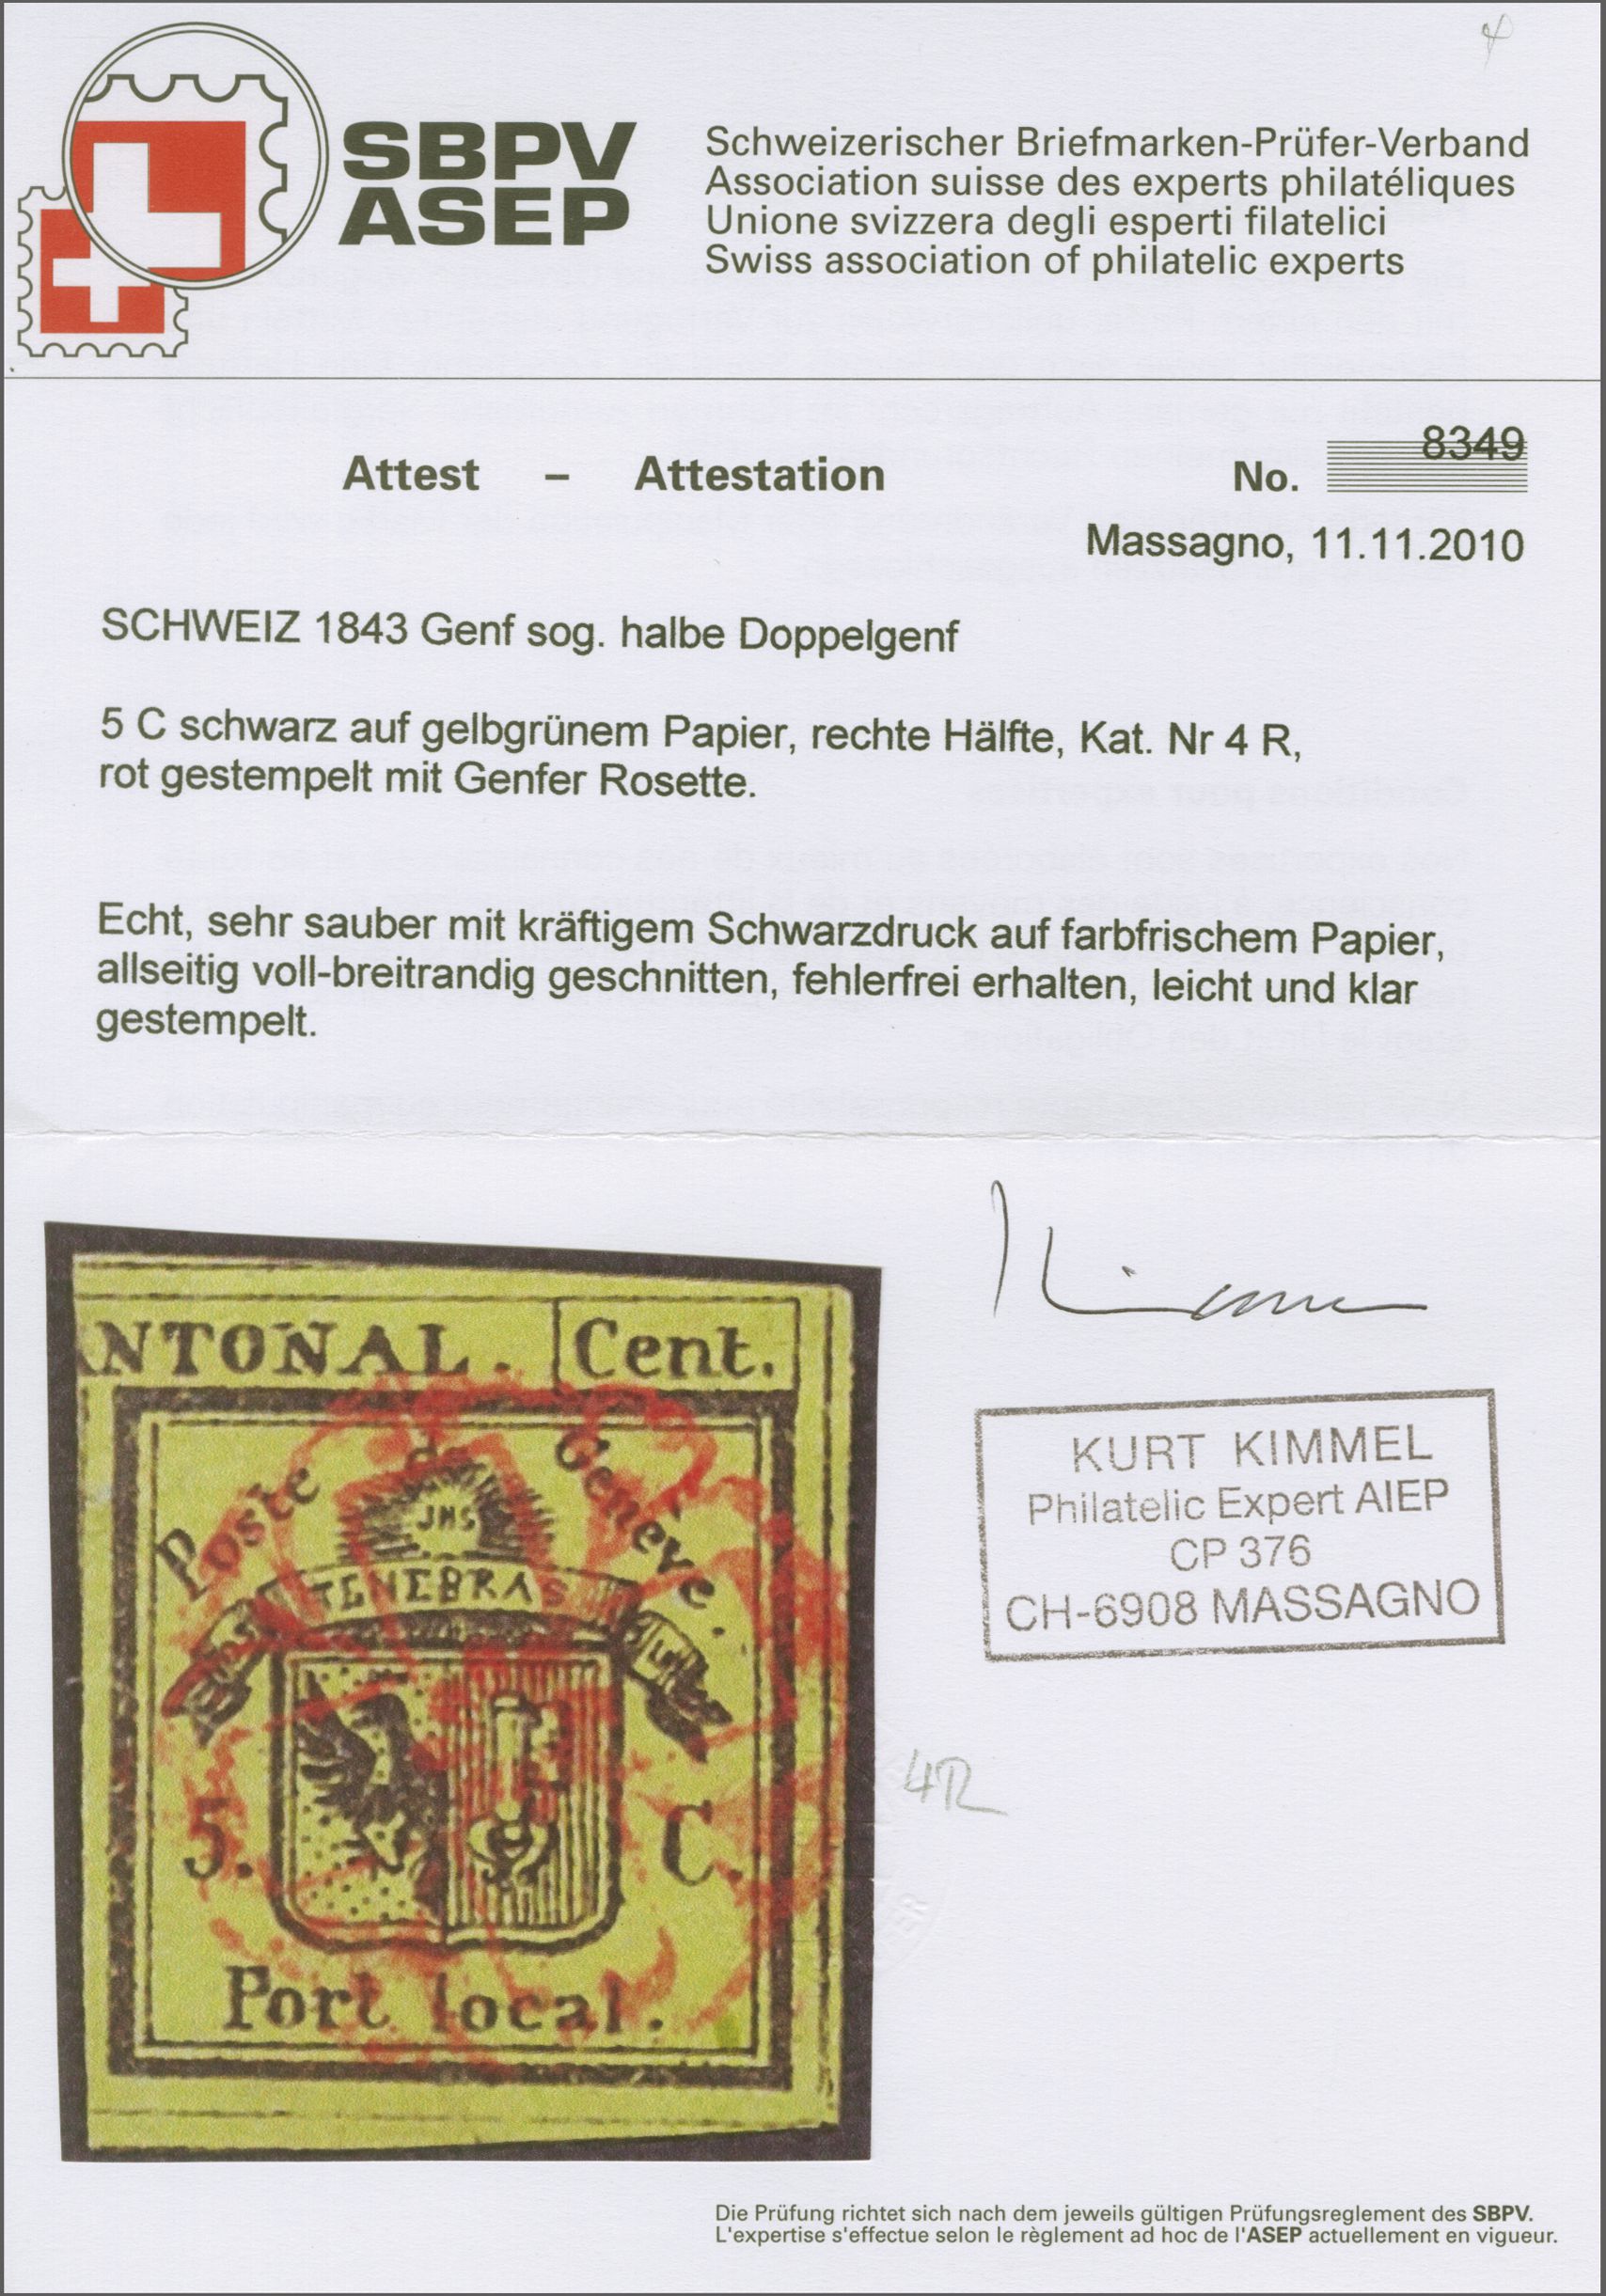 SBPV
ASEP
Schweizerischer Briefmarken-Prüfer-Verband
Association suisse des experts philatéliques
Unione svizzera degli esperti filatelici
Swiss association of philatelic experts
Attest – Attestation
No. 8349
Massagno, 11.11.2010
SCHWEIZ 1843 Genf sog. halbe Doppelgenf
5 C schwarz auf gelbgrünem Papier, rechte Hälfte, Kat. Nr 4 R,
rot gestempelt mit Genfer Rosette.
Echt, sehr sauber mit kräftigem Schwarzdruck auf farbfrischem Papier,
allseitig voll-breitrandig geschnitten, fehlerfrei erhalten, leicht und klar
gestempelt.
NTONAL. Cent.
Poste de Genève.
JHS
TENEBRAS
5. C.
Port local.
KURT KIMMEL
Philatelic Expert AIEP
CP 376
CH-6908 MASSAGNO
4R
Die Prüfung richtet sich nach dem jeweils gültigen Prüfungsreglement des SBPV.
L'expertise s'effectue selon le règlement ad hoc de l'ASEP actuellement en vigueur.